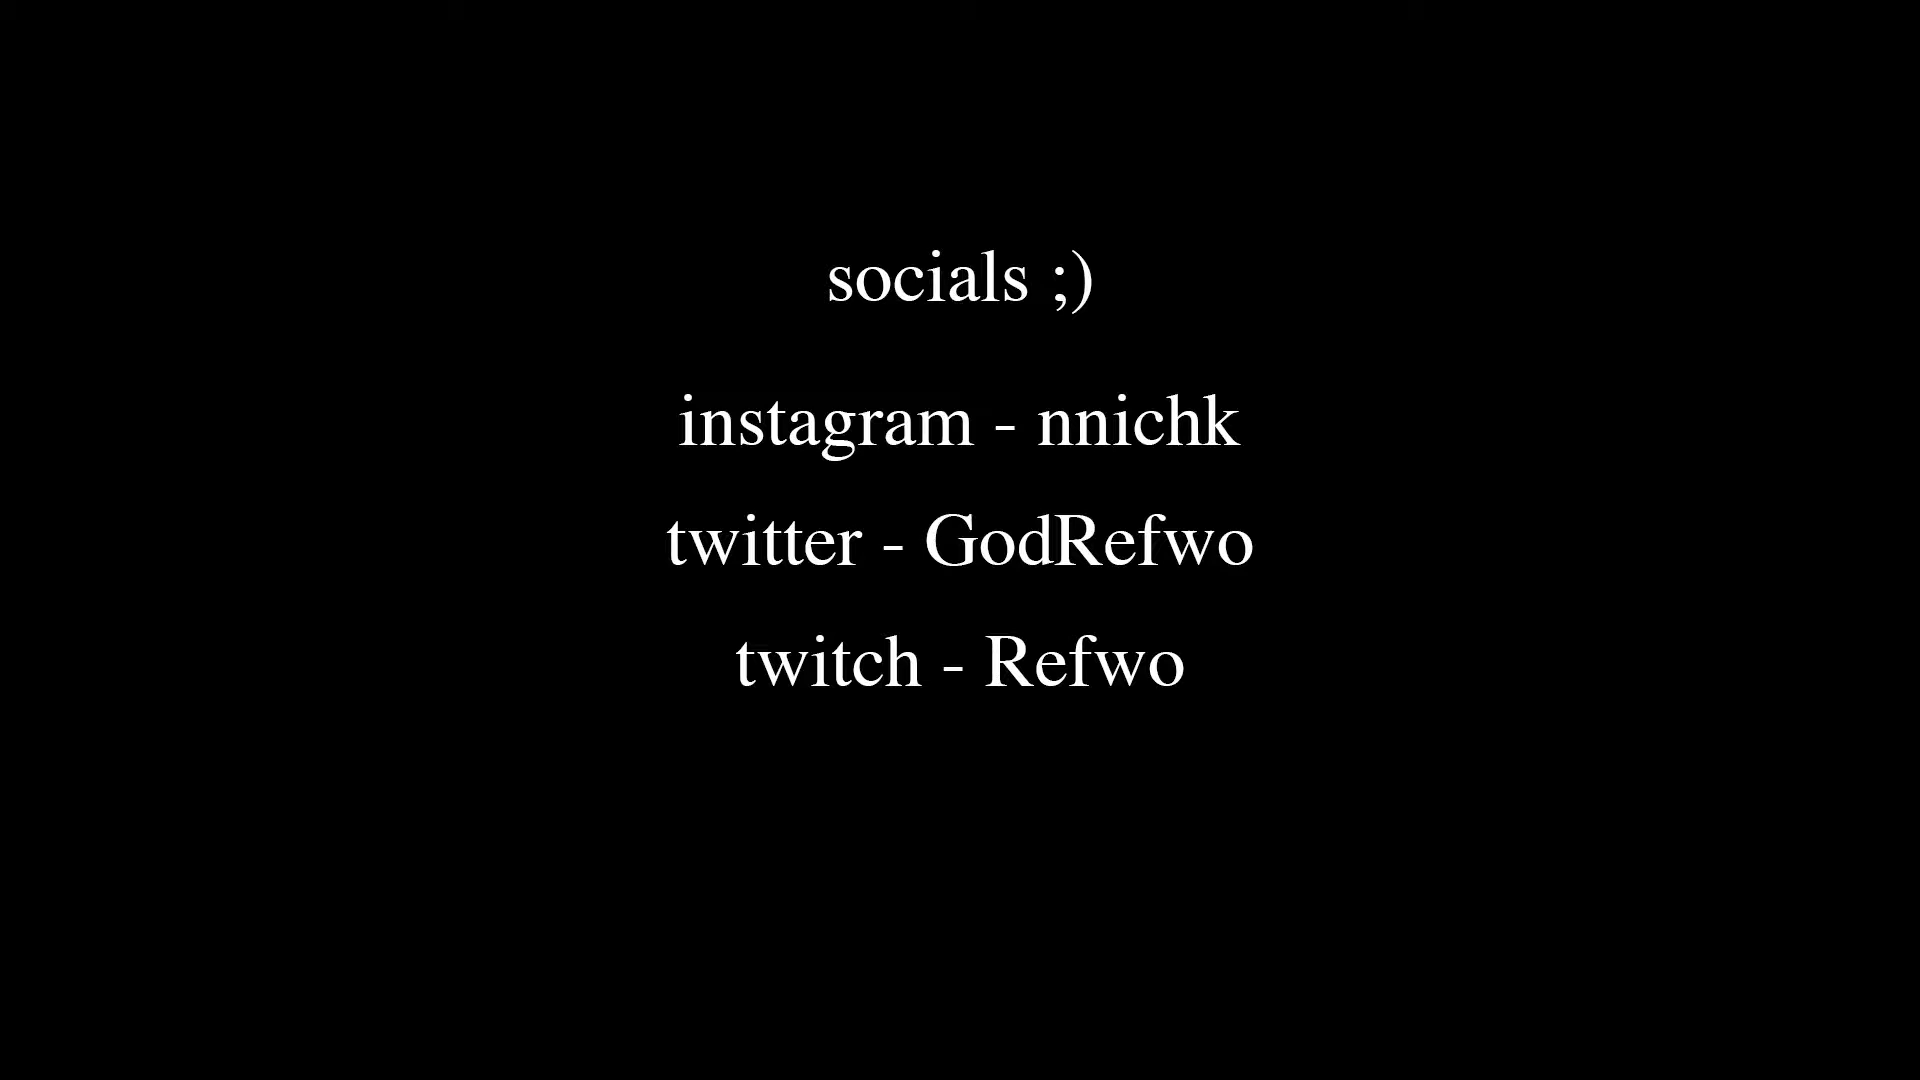 socials ;)
instagram - nnichk
twitter - GodRefwo
twitch - Refwo